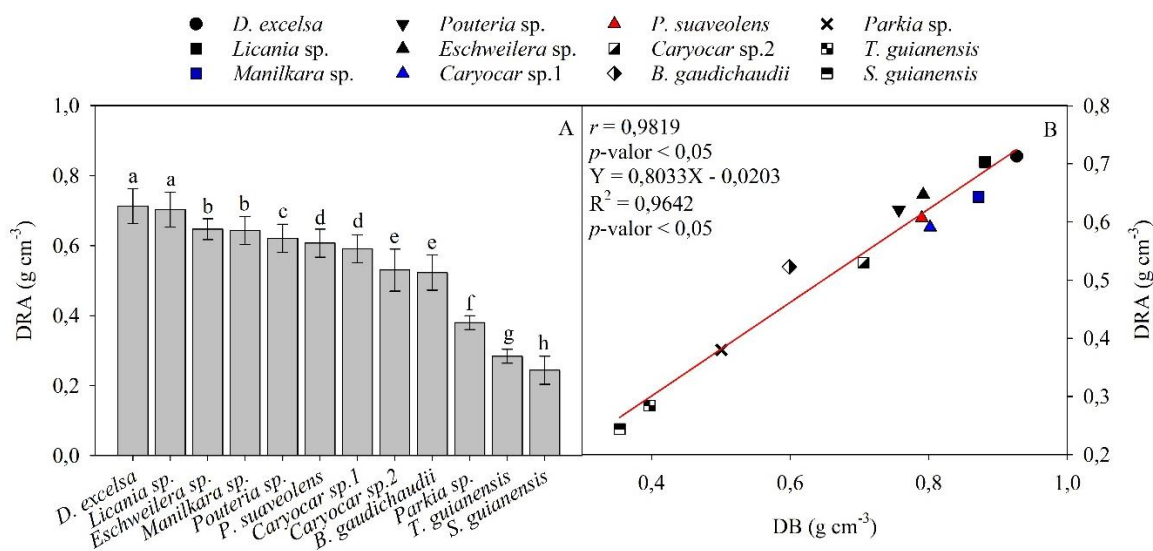 D. excelsa
Pouteria sp.
P. suaveolens
Parkia sp.
Licania sp.
Eschweilera sp.
Caryocar sp.2
T. guianensis
Manilkara sp.
Caryocar sp.1
B. gaudichaudii
S. guianensis
A
DRA (g cm-3)
1,0
0,8
0,6
0,4
0,2
0,0
a
a
b
b
c
d
d
e
e
f
g
h
D. excelsa
Licania sp.
Eschweilera sp.
Manilkara sp.
Pouteria sp.
P. suaveolens
Caryocar sp.1
Caryocar sp.2
B. gaudichaudii
Parkia sp.
T. guianensis
S. guianensis
B
r = 0,9819
p-valor < 0,05
Y = 0,8033X - 0,0203
R2 = 0,9642
p-valor < 0,05
0,8
0,7
0,6
0,5
0,4
0,3
0,2
DRA (g cm-3)
0,4
0,6
0,8
1,0
DB (g cm-3)